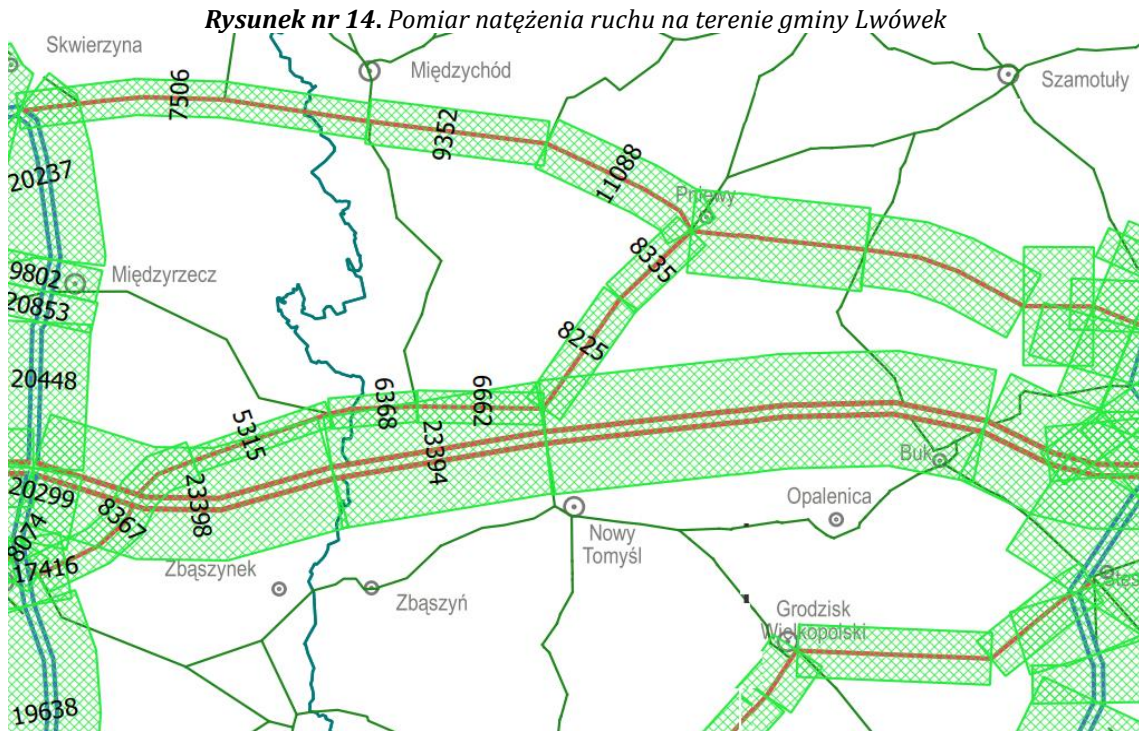 Rysunek nr 14. Pomiar natężenia ruchu na terenie gminy Lwówek
Skwierzyna
Międzychód
Szamotuły
7506
9352
11088
20237
Pniewy
8335
9802
Międzyrzecz
20853
8225
20448
6368
6662
5315
23394
Buk
20299
23398
8367
Opalenica
8074
Nowy
Tomyśl
17416
Zbąszynek
Zbąszyń
Grodzisk
Wielkopolski
19638